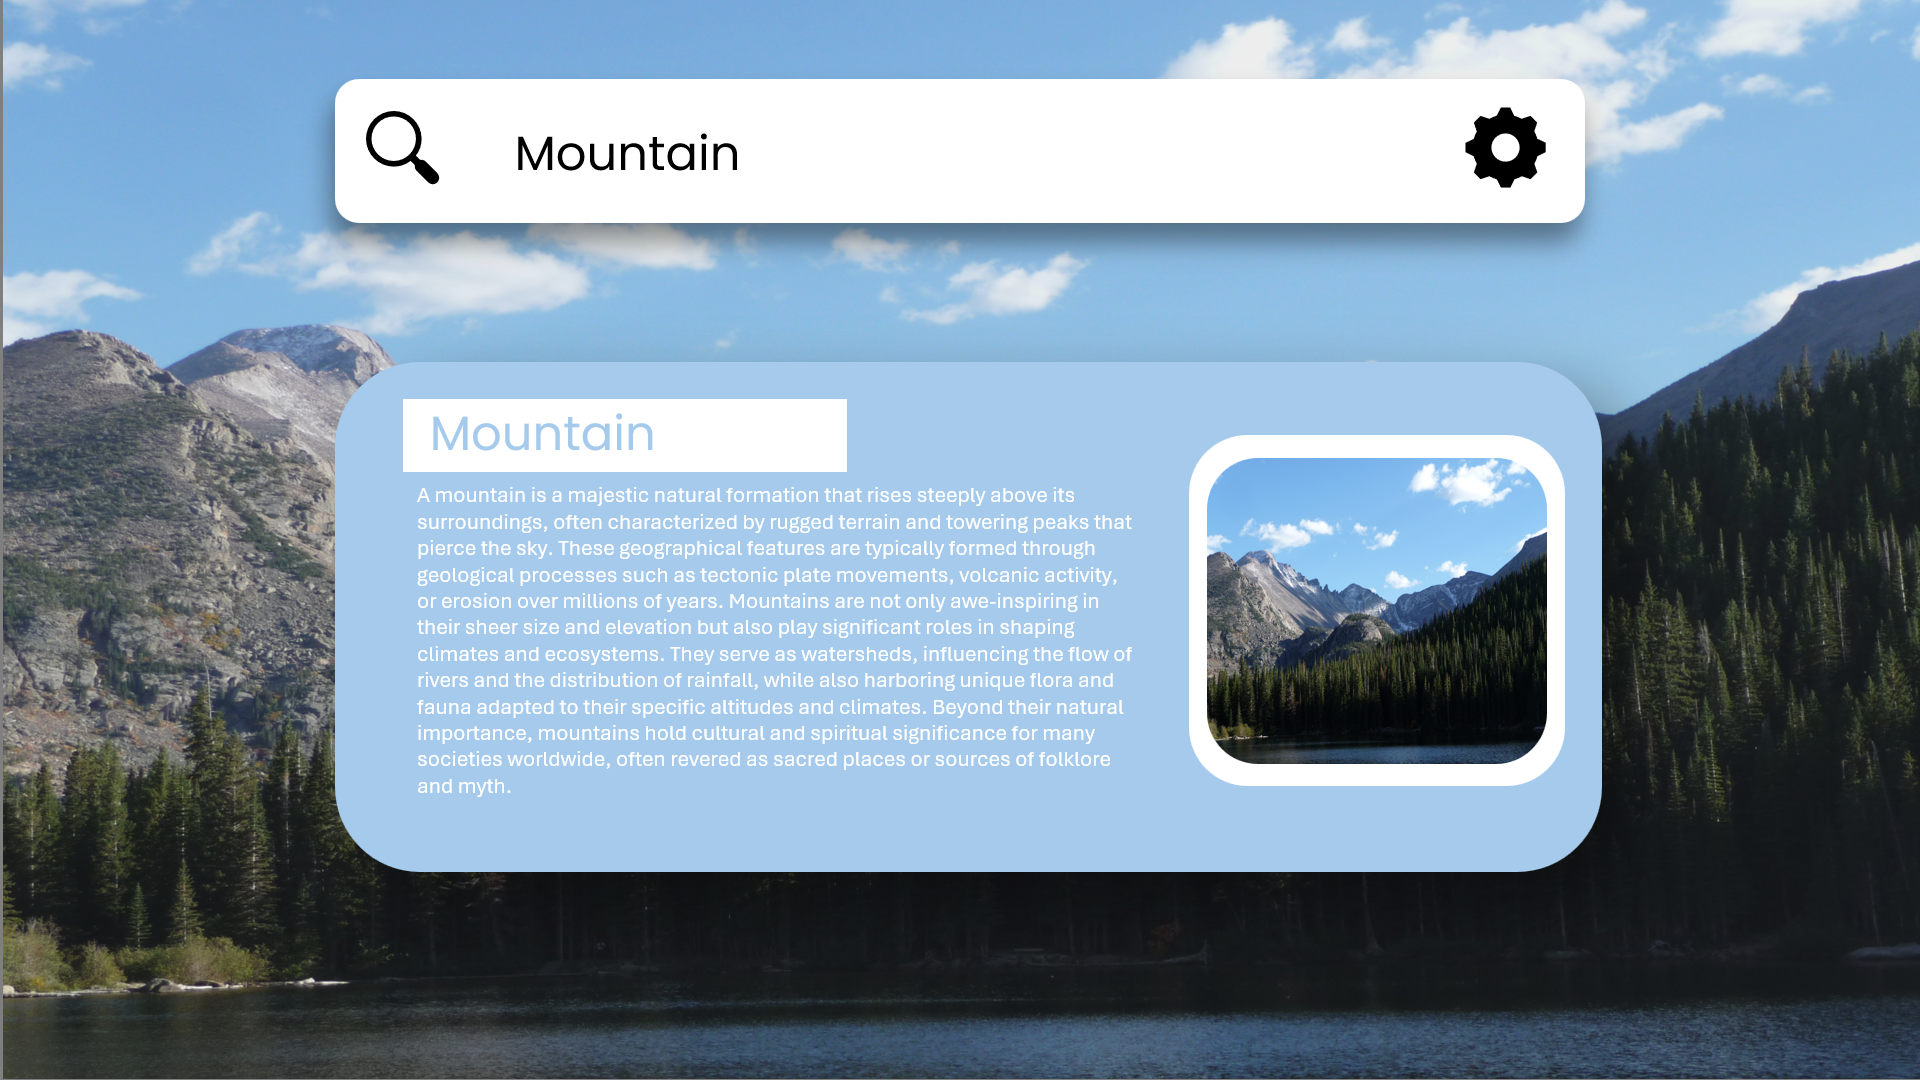 Mountain
Mountain
A mountain is a majestic natural formation that rises steeply above its
surroundings, often characterized by rugged terrain and towering peaks that
pierce the sky. These geographical features are typically formed through
geological processes such as tectonic plate movements, volcanic activity,
or erosion over millions of years. Mountains are not only awe-inspiring in
their sheer size and elevation but also play significant roles in shaping
climates and ecosystems. They serve as watersheds, influencing the flow of
rivers and the distribution of rainfall, while also harboring unique flora and
fauna adapted to their specific altitudes and climates. Beyond their natural
importance, mountains hold cultural and spiritual significance for many
societies worldwide, often revered as sacred places or sources of folklore
and myth.